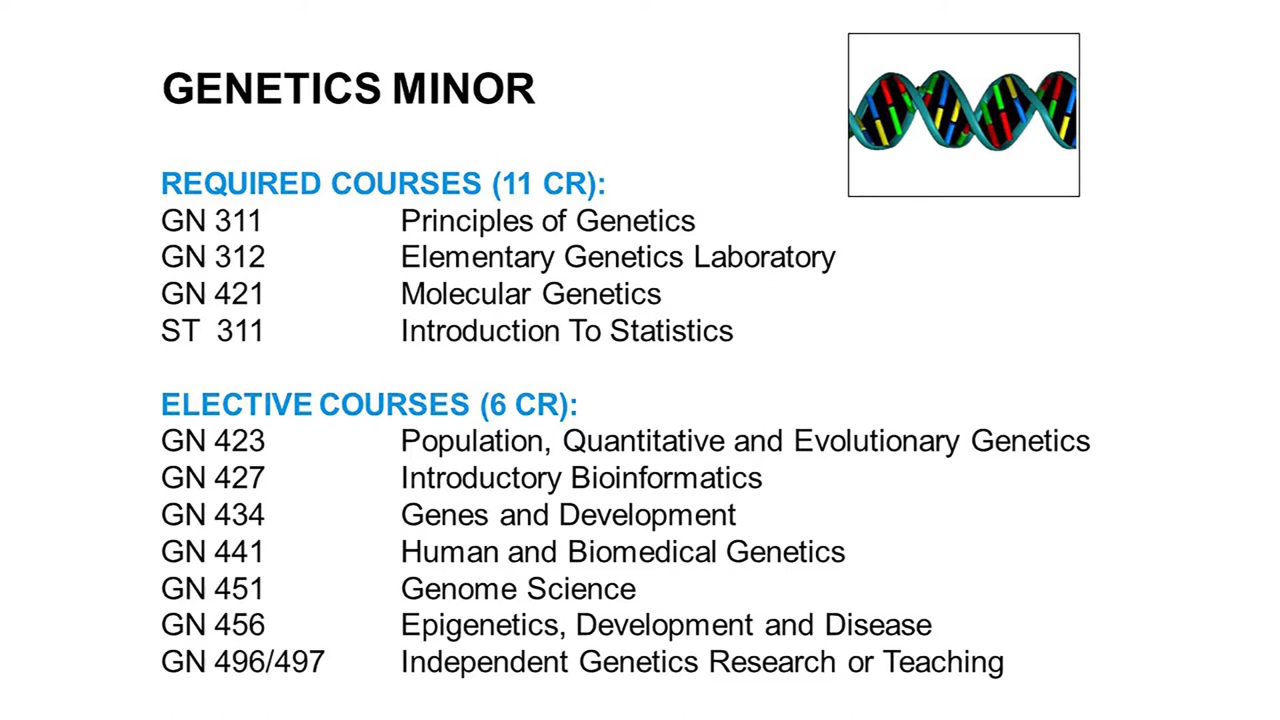 GENETICS MINOR
REQUIRED COURSES (11 CR):
GN 311 Principles of Genetics
GN 312 Elementary Genetics Laboratory
GN 421 Molecular Genetics
ST 311 Introduction To Statistics
ELECTIVE COURSES (6 CR):
GN 423 Population, Quantitative and Evolutionary Genetics
GN 427 Introductory Bioinformatics
GN 434 Genes and Development
GN 441 Human and Biomedical Genetics
GN 451 Genome Science
GN 456 Epigenetics, Development and Disease
GN 496/497 Independent Genetics Research or Teaching